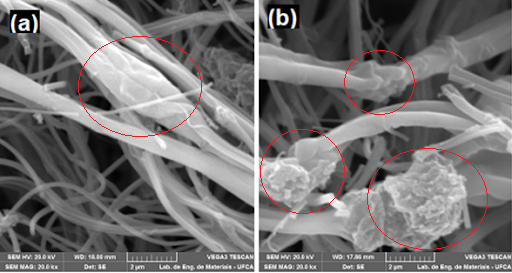 (a)
SEM HV: 20.0 kV WD: 18.08 mm VEGA3 TESCAN
SEM MAG: 20.0 kx Det: SE 2 µm Lab. de Eng. de Materiais - UFCA
(b)
SEM HV: 20.0 kV WD: 17.86 mm VEGA3 TESCAN
SEM MAG: 20.0 kx Det: SE 2 µm Lab. de Eng. de Materiais - UFCA